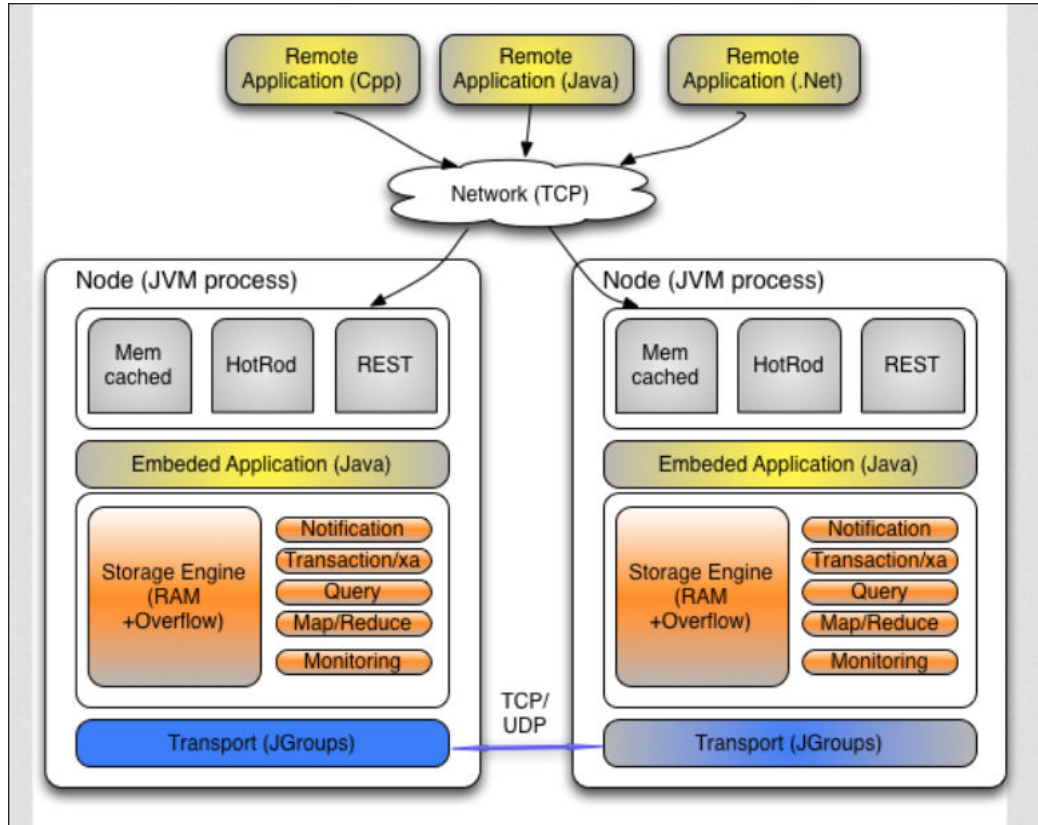 Remote
Application (Cpp)
Remote
Application (Java)
Remote
Application (.Net)
Network (TCP)
Node (JVM process)
Mem
cached
HotRod
REST
Embeded Application (Java)
Storage Engine
(RAM
+Overflow)
Notification
Transaction/xa
Query
Map/Reduce
Monitoring
Transport (JGroups)
TCP/
UDP
Node (JVM process)
Mem
cached
HotRod
REST
Embeded Application (Java)
Storage Engine
(RAM
+Overflow)
Notification
Transaction/xa
Query
Map/Reduce
Monitoring
Transport (JGroups)